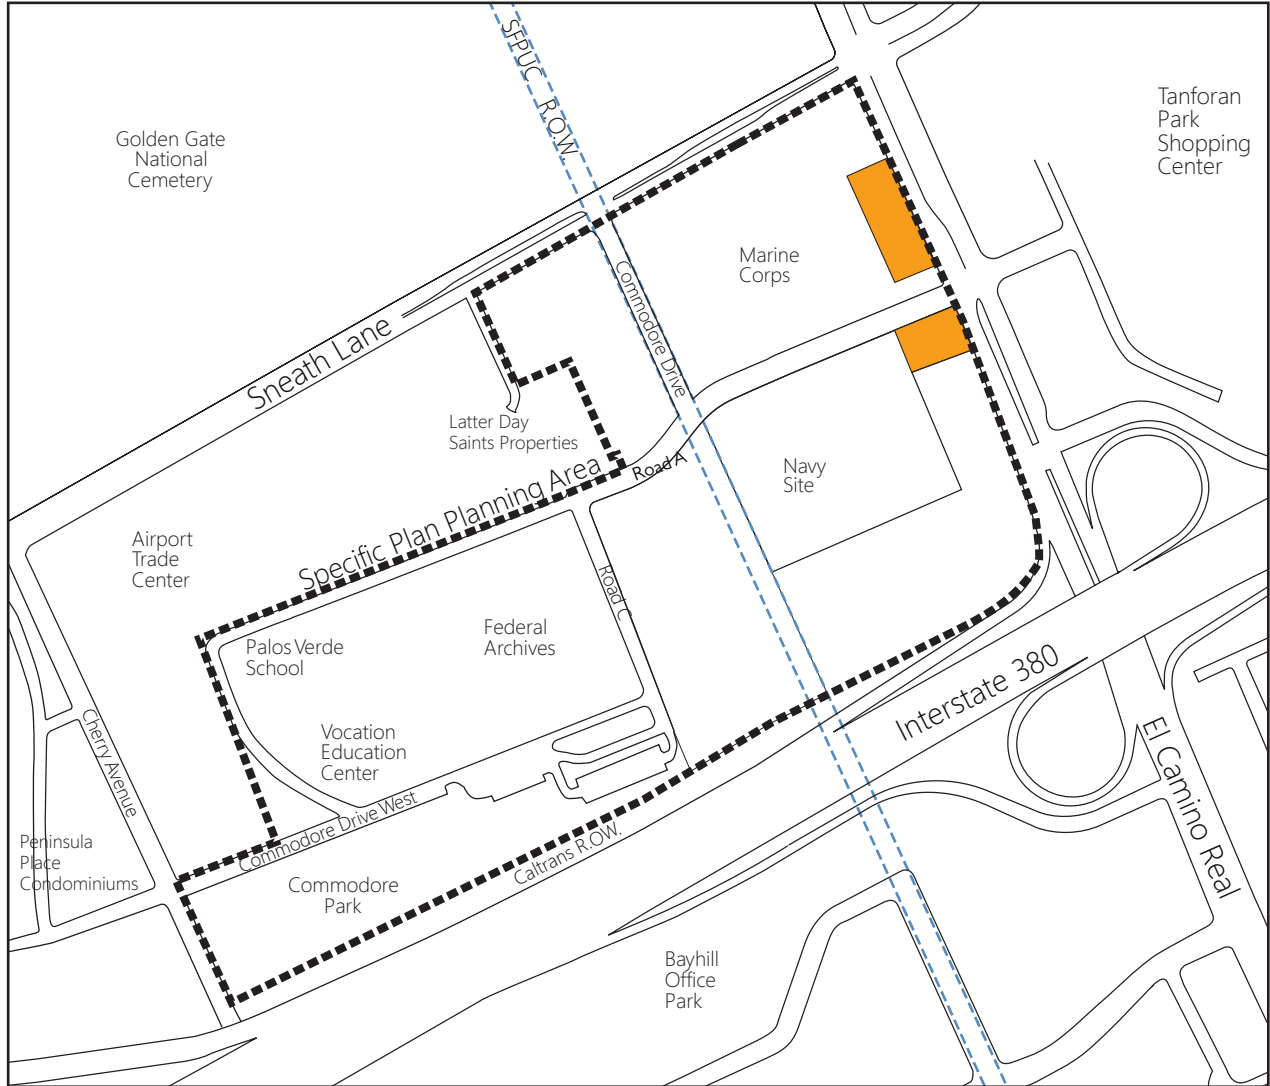 SFPUC R.O.W.
Tanforan
Park
Shopping
Center
Golden Gate
National
Cemetery
Marine
Corps
Commodore Drive
Sneath Lane
Latter Day
Saints Properties
Road A
Navy
Site
Specific Plan Planning Area
Airport
Trade
Center
Road C
Federal
Archives
Palos Verde
School
Interstate 380
Vocation
Education
Center
Cherry Avenue
El Camino Real
Commodore Drive West
Caltrans R.OW.
Peninsula
Place
Condominiums
Commodore
Park
Bayhill
Office
Park